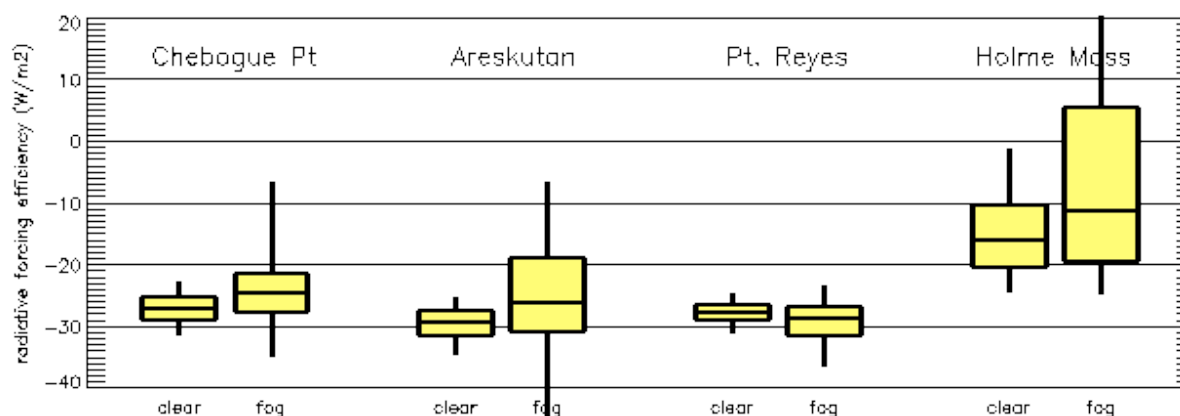 20
Chebogue Pt Areskutan Pt. Reyes Holme Moss
10
0
-10
-20
-30
-40
radiative forcing efficiency (W/m2)
clear fog clear fog clear fog clear fog